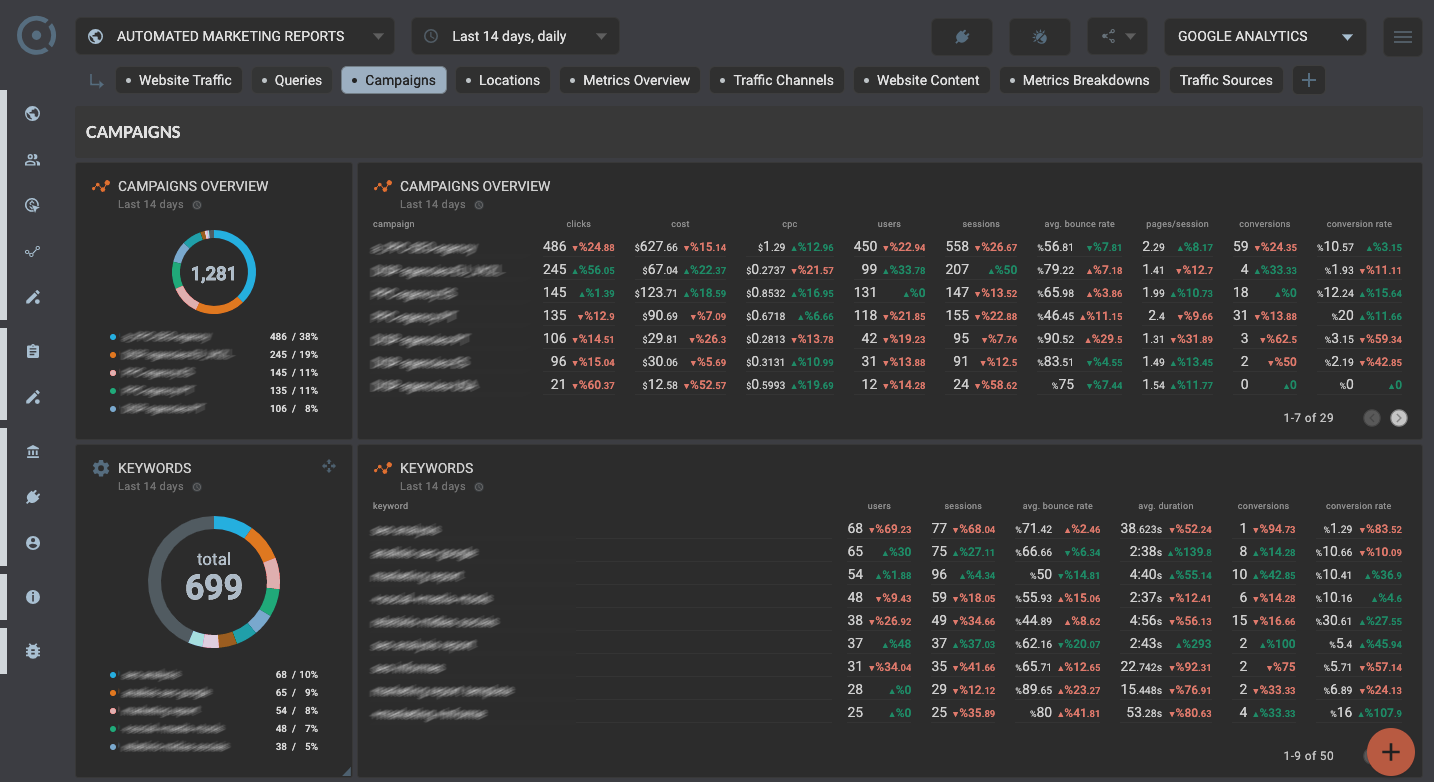 AUTOMATED MARKETING REPORTS Last 14 days, daily GOOGLE ANALYTICS
• Website Traffic • Queries • Campaigns • Locations • Metrics Overview • Traffic Channels • Website Content • Metrics Breakdowns Traffic Sources +
CAMPAIGNS
CAMPAIGNS OVERVIEW
Last 14 days
1,281
486 / 38%
245 / 19%
145 / 11%
135 / 11%
106 / 8%
CAMPAIGNS OVERVIEW
Last 14 days
campaign clicks cost cpc users sessions avg. bounce rate pages/session conversions conversion rate
486 ▼%24.88 $627.66 ▼%15.14 $1.29 ▲%12.96 450 ▼%22.94 558 ▼%26.67 %56.81 ▼%7.81 2.29 ▲%8.17 59 ▼%24.35 %10.57 ▲%3.15
245 ▲%56.05 $67.04 ▲%22.37 $0.2737 ▼%21.57 99 ▲%33.78 207 ▲%50 %79.22 ▲%7.18 1.41 ▼%12.7 4 ▲%33.33 %1.93 ▼%11.11
145 ▲%1.39 $123.71 ▲%18.59 $0.8532 ▲%16.95 131 ▲%0 147 ▼%13.52 %65.98 ▲%3.86 1.99 ▲%10.73 18 ▲%0 %12.24 ▲%15.64
135 ▼%12.9 $90.69 ▼%7.09 $0.6718 ▲%6.66 118 ▼%21.85 155 ▼%22.88 %46.45 ▲%11.15 2.4 ▼%9.66 31 ▼%13.88 %20 ▲%11.66
106 ▼%14.51 $29.81 ▼%26.3 $0.2813 ▼%13.78 42 ▼%19.23 95 ▼%7.76 %90.52 ▲%29.5 1.31 ▼%31.89 3 ▼%62.5 %3.15 ▼%59.34
96 ▼%15.04 $30.06 ▼%5.69 $0.3131 ▲%10.99 31 ▼%13.88 91 ▼%12.5 %83.51 ▼%4.55 1.49 ▲%13.45 2 ▼%50 %2.19 ▼%42.85
21 ▼%60.37 $12.58 ▼%52.57 $0.5993 ▲%19.69 12 ▼%14.28 24 ▼%58.62 %75 ▼%7.44 1.54 ▲%11.77 0 ▲0 %0 ▲0
1-7 of 29
KEYWORDS
Last 14 days
total
699
68 / 10%
65 / 9%
54 / 8%
48 / 7%
38 / 5%
KEYWORDS
Last 14 days
keyword users sessions avg. bounce rate avg. duration conversions conversion rate
68 ▼%69.23 77 ▼%68.04 %71.42 ▲%2.46 38.623s ▼%52.24 1 ▼%94.73 %1.29 ▼%83.52
65 ▲%30 75 ▲%27.11 %66.66 ▼%6.34 2:38s ▲%139.8 8 ▲%14.28 %10.66 ▼%10.09
54 ▲%1.88 96 ▲%4.34 %50 ▼%14.81 4:40s ▲%55.14 10 ▲%42.85 %10.41 ▲%36.9
48 ▼%9.43 59 ▼%18.05 %55.93 ▲%15.06 2:37s ▼%12.41 6 ▼%14.28 %10.16 ▲%4.6
38 ▼%26.92 49 ▼%34.66 %44.89 ▲%8.62 4:56s ▼%56.13 15 ▼%16.66 %30.61 ▲%27.55
37 ▲%48 37 ▲%37.03 %62.16 ▼%20.07 2:43s ▲%293 2 ▲%100 %5.4 ▲%45.94
31 ▼%34.04 35 ▼%41.66 %65.71 ▲%12.65 22.742s ▼%92.31 2 ▼%75 %5.71 ▼%57.14
28 ▲%0 29 ▼%12.12 %89.65 ▲%23.27 15.448s ▼%76.91 2 ▼%33.33 %6.89 ▼%24.13
25 ▲%0 25 ▼%35.89 %80 ▲%41.81 53.28s ▼%80.63 4 ▲%33.33 %16 ▲%107.9
1-9 of 50
+